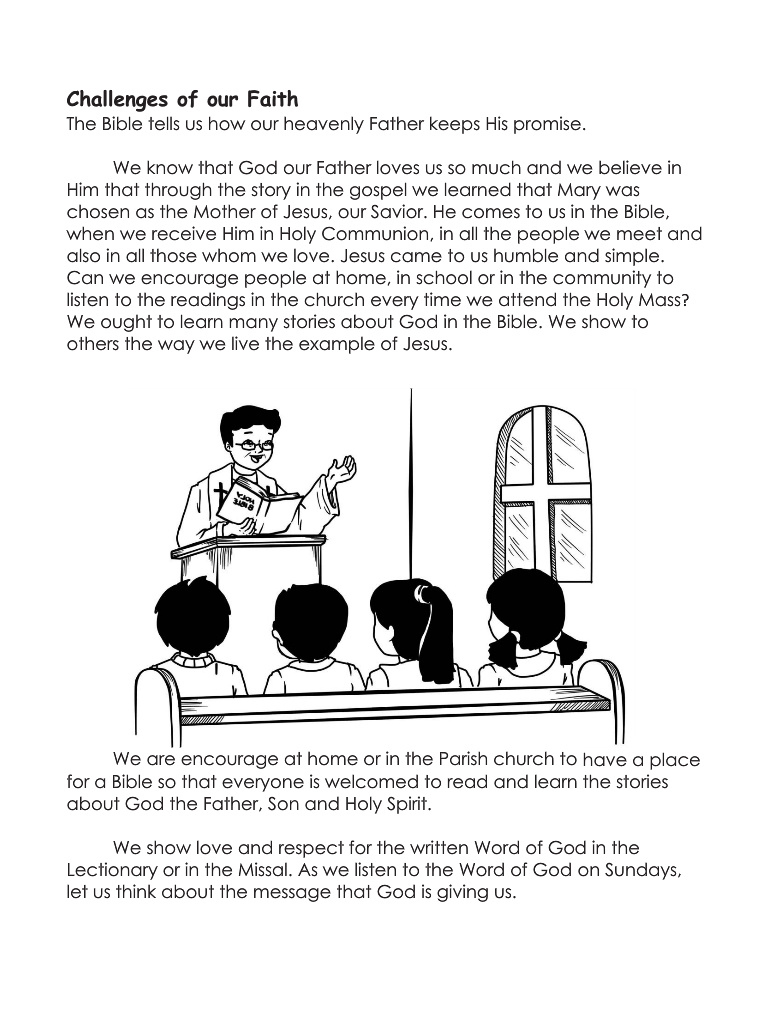 Challenges of our Faith
The Bible tells us how our heavenly Father keeps His promise.
We know that God our Father loves us so much and we believe in
Him that through the story in the gospel we learned that Mary was
chosen as the Mother of Jesus, our Savior. He comes to us in the Bible,
when we receive Him in Holy Communion, in all the people we meet and
also in all those whom we love. Jesus came to us humble and simple.
Can we encourage people at home, in school or in the community to
listen to the readings in the church every time we attend the Holy Mass?
We ought to learn many stories about God in the Bible. We show to
others the way we live the example of Jesus.
We are encourage at home or in the Parish church to have a place
for a Bible so that everyone is welcomed to read and learn the stories
about God the Father, Son and Holy Spirit.
We show love and respect for the written Word of God in the
Lectionary or in the Missal. As we listen to the Word of God on Sundays,
let us think about the message that God is giving us.